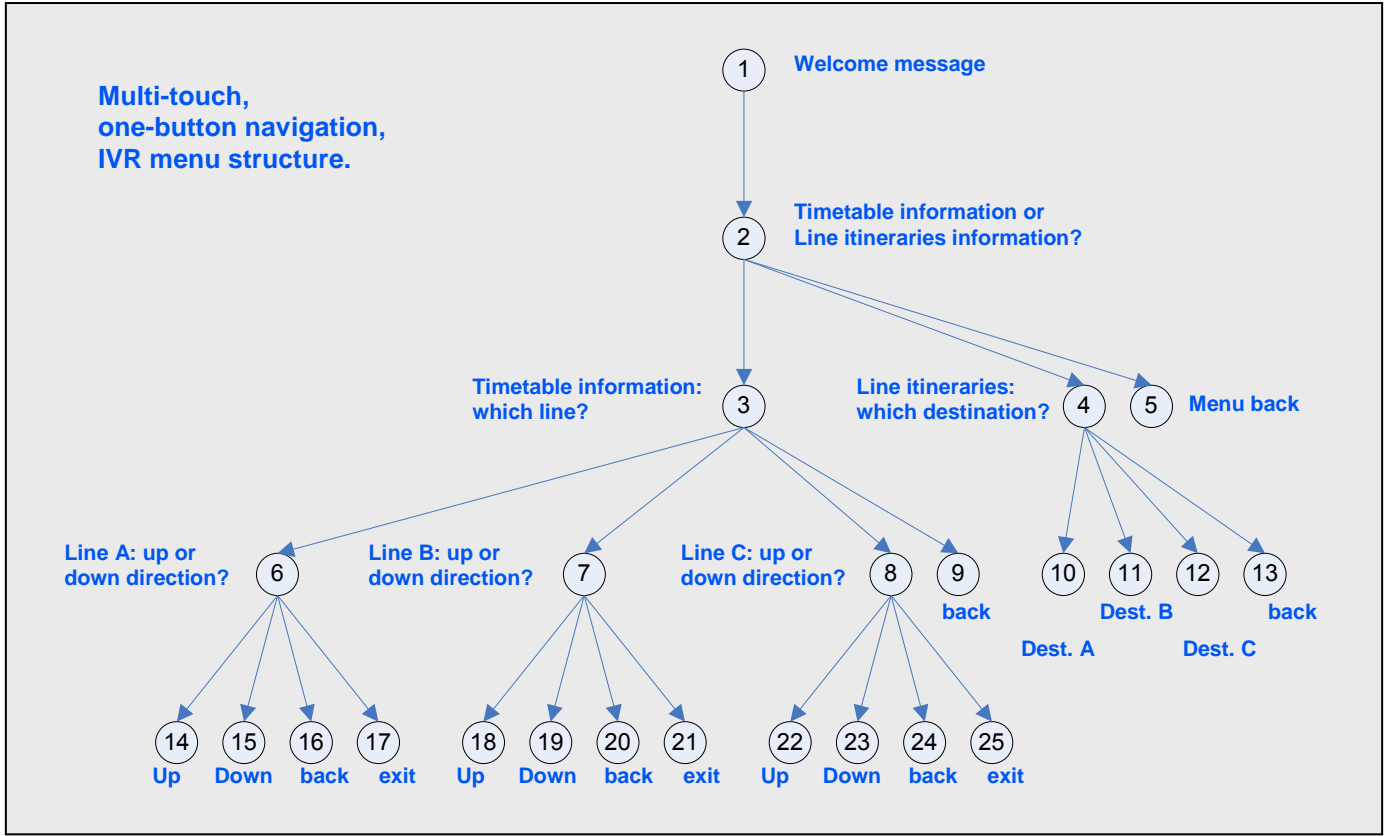 1
Welcome message
Multi-touch,
one-button navigation,
IVR menu structure.
2
Timetable information or
Line itineraries information?
Timetable information:
which line?
3
Line itineraries:
which destination?
4
5
Menu back
Line A: up or
down direction?
6
Line B: up or
down direction?
7
Line C: up or
down direction?
8
9
back
10
11
12
13
Dest. B
back
Dest. A
Dest. C
14
15
16
17
Up
Down
back
exit
18
19
20
21
Up
Down
back
exit
22
23
24
25
Up
Down
back
exit